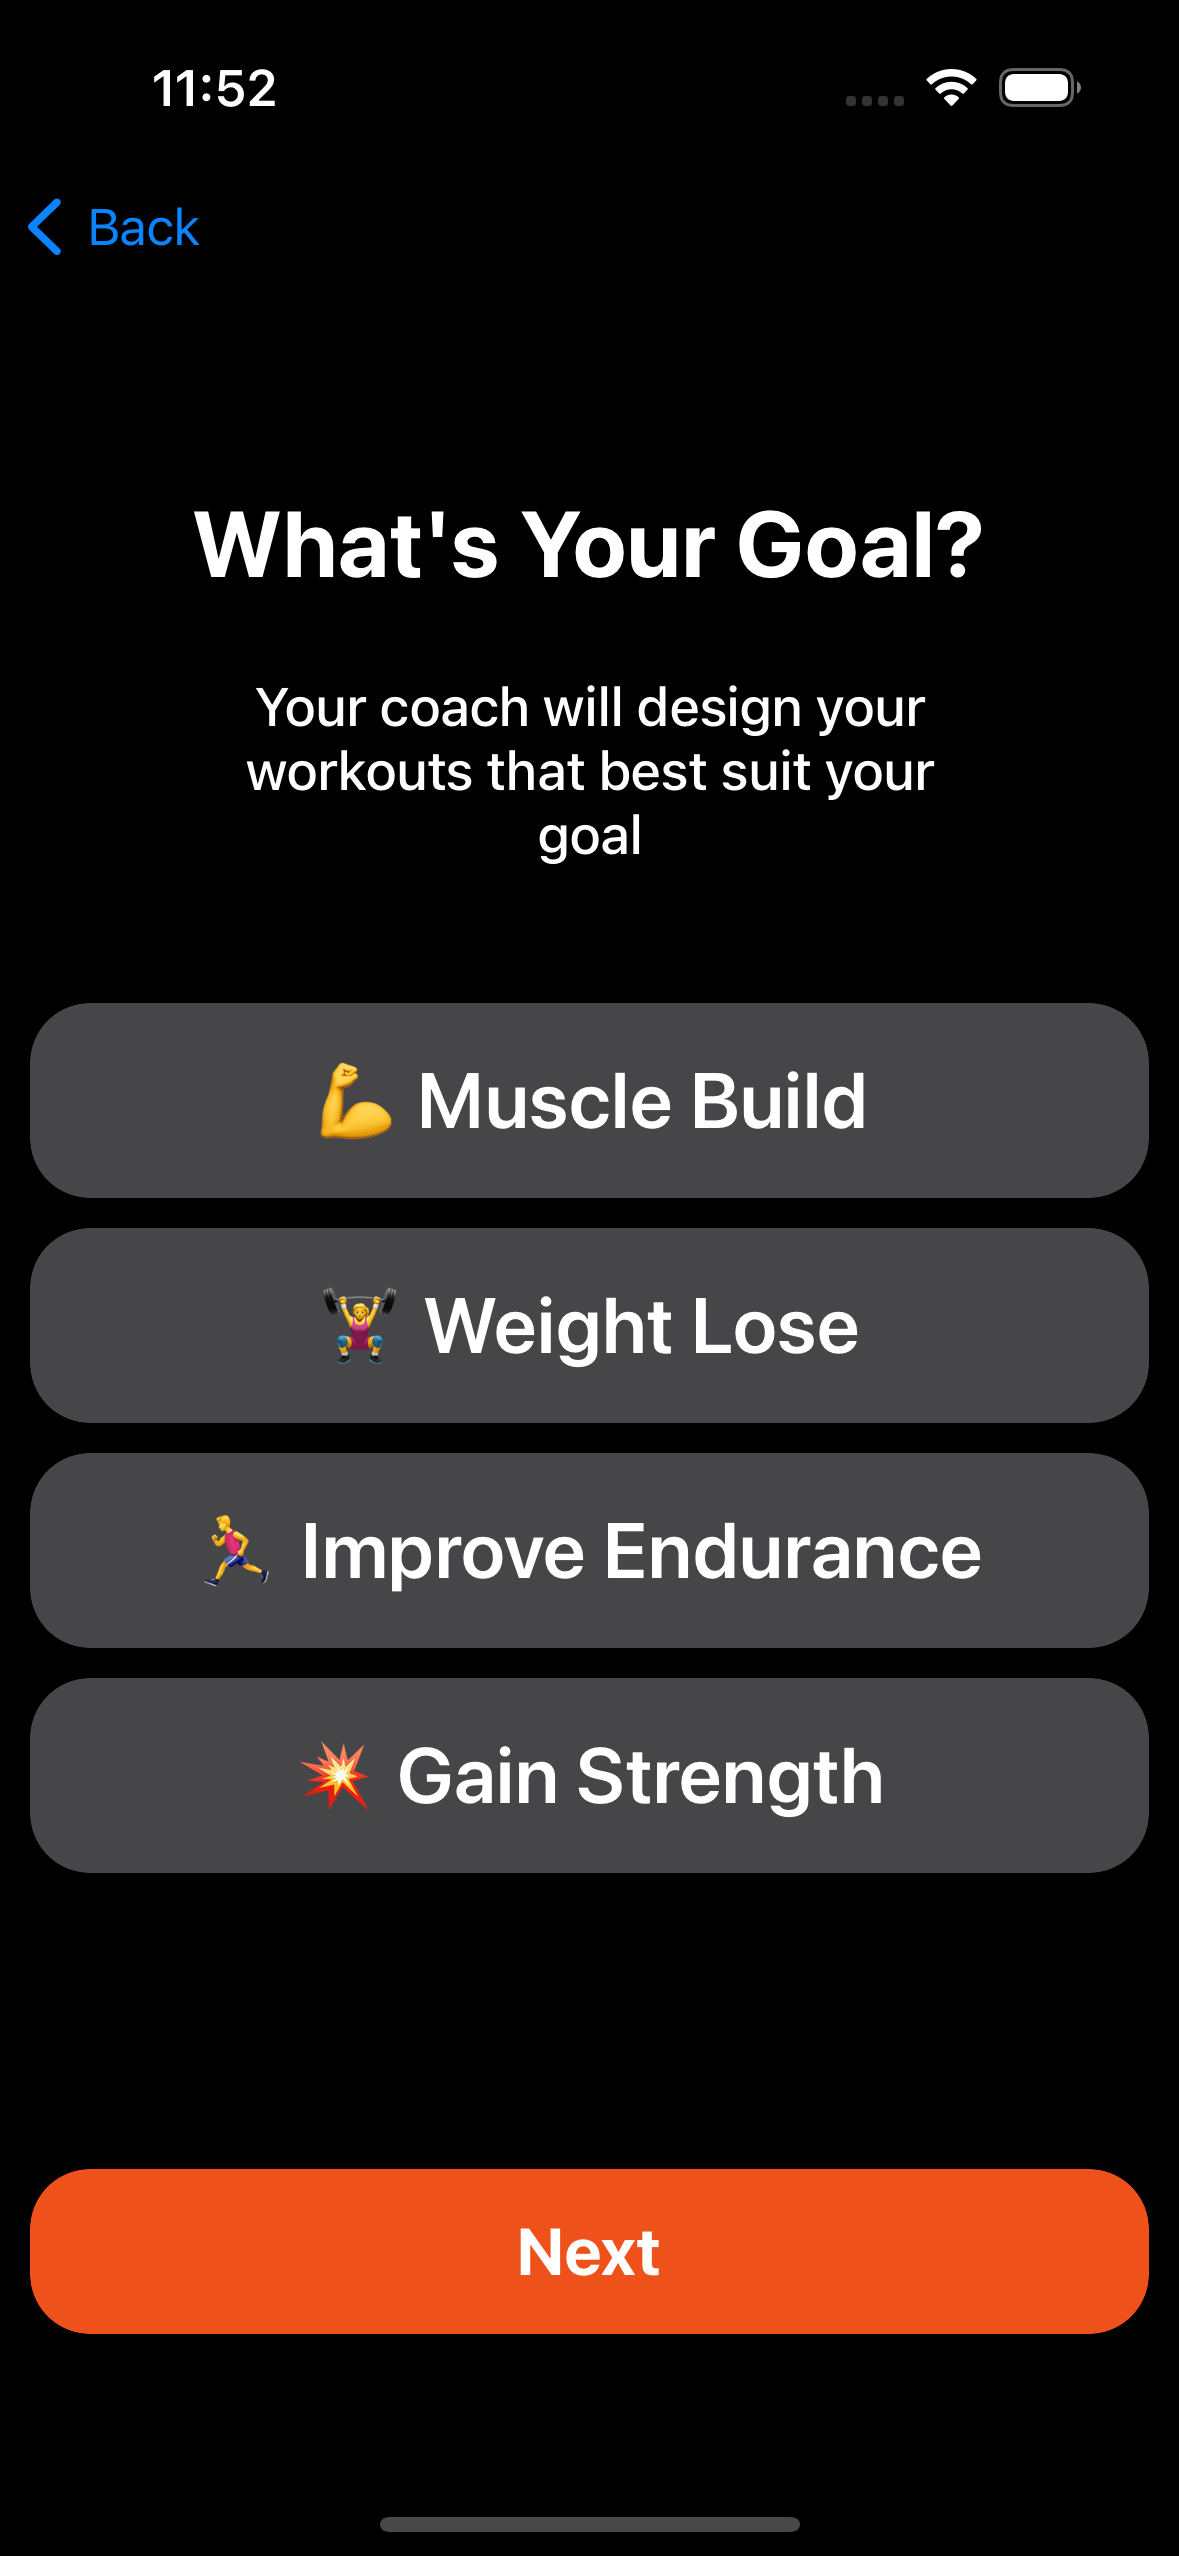 11:52
Back
What's Your Goal?
Your coach will design your
workouts that best suit your
goal
💪 Muscle Build
🏋️‍♀️ Weight Lose
🏃‍♂️ Improve Endurance
💥 Gain Strength
Next